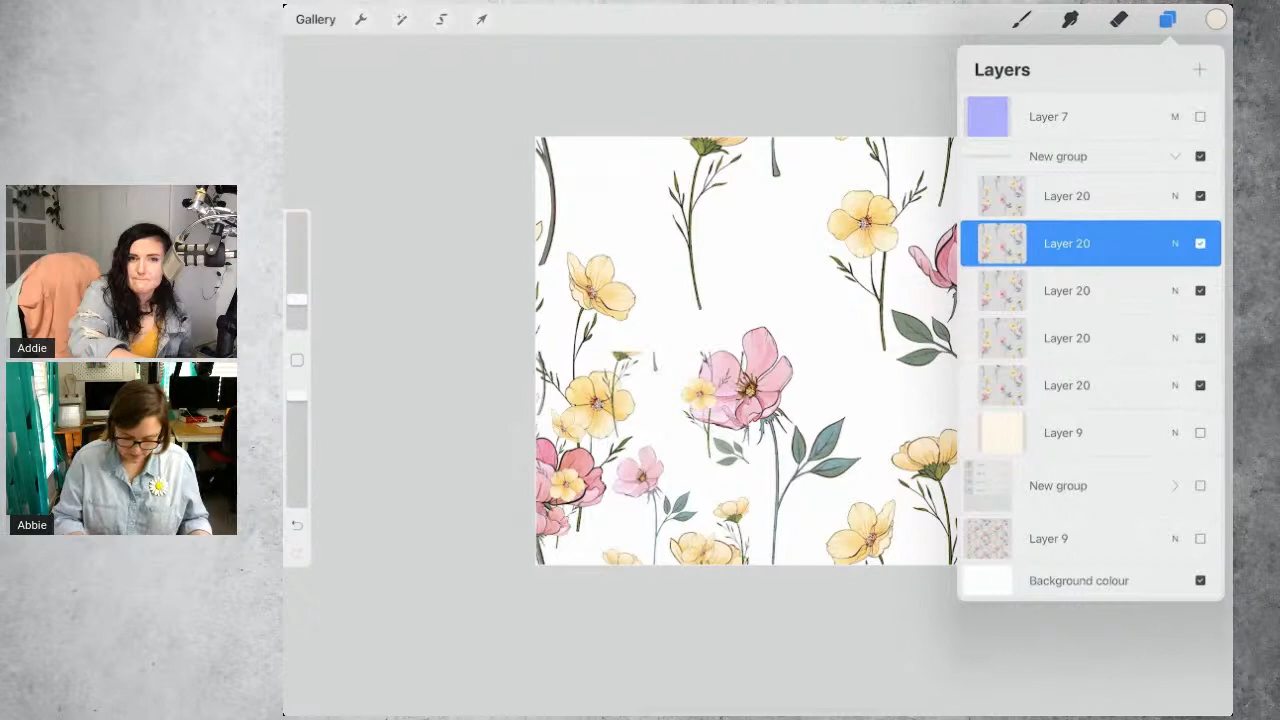 Gallery
Layers
Layer 7 M
New group
Layer 20 N
Layer 20 N
Layer 20 N
Layer 20 N
Layer 20 N
Layer 9 N
New group
Layer 9 N
Background colour
Addie
Abbie